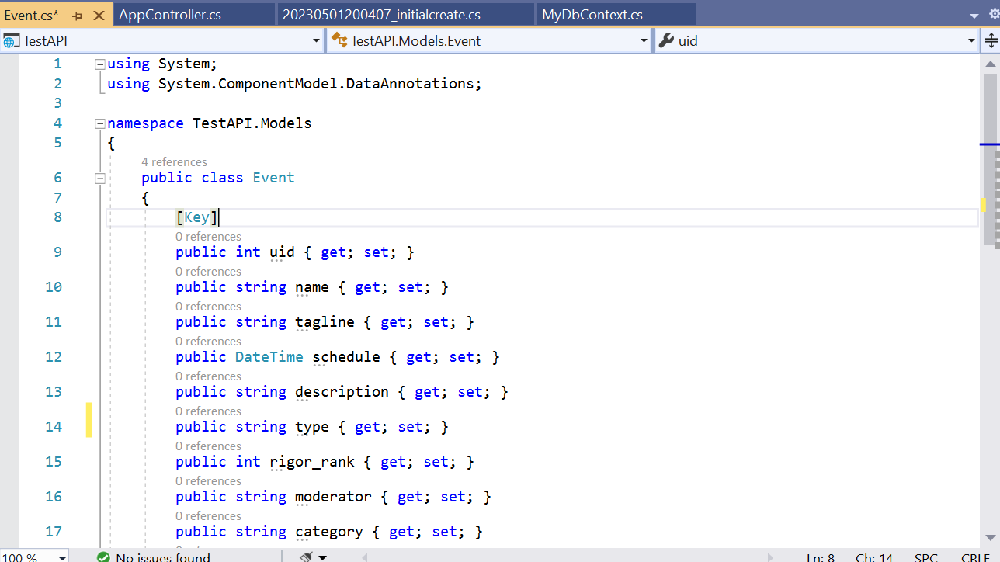 Event.cs* AppController.cs 20230501200407_initialcreate.cs MyDbContext.cs
TestAPI TestAPI.Models.Event uid
1 using System;
2 using System.ComponentModel.DataAnnotations;
3
4 namespace TestAPI.Models
5 {
4 references
6 public class Event
7 {
8 [Key]
0 references
9 public int uid { get; set; }
0 references
10 public string name { get; set; }
0 references
11 public string tagline { get; set; }
0 references
12 public DateTime schedule { get; set; }
0 references
13 public string description { get; set; }
0 references
14 public string type { get; set; }
0 references
15 public int rigor_rank { get; set; }
0 references
16 public string moderator { get; set; }
0 references
17 public string category { get; set; }
100 % No issues found Ln: 8 Ch: 14 SPC CRLF